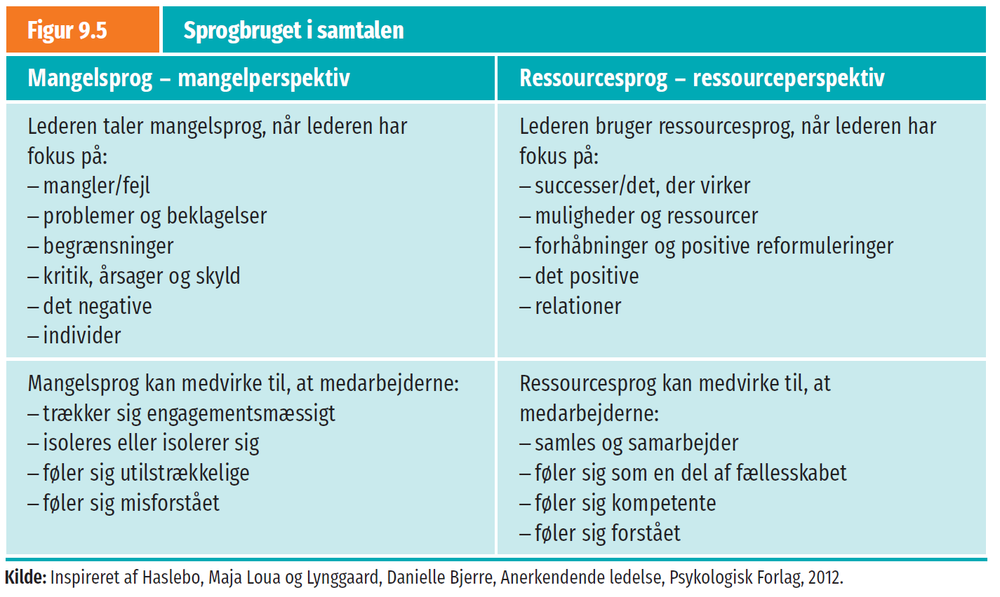 Figur 9.5
Sprogbruget i samtalen
Mangelsprog – mangelperspektiv
Lederen taler mangelsprog, når lederen har
fokus på:
– mangler/fejl
– problemer og beklagelser
– begrænsninger
– kritik, årsager og skyld
– det negative
– individer
Mangelsprog kan medvirke til, at medarbejderne:
– trækker sig engagementsmæssigt
– isoleres eller isolerer sig
– føler sig utilstrækkelige
– føler sig misforstået
Ressourcesprog – ressourceperspektiv
Lederen bruger ressourcesprog, når lederen har
fokus på:
– successer/det, der virker
– muligheder og ressourcer
– forhåbninger og positive reformuleringer
– det positive
– relationer
Ressourcesprog kan medvirke til, at
medarbejderne:
– samles og samarbejder
– føler sig som en del af fællesskabet
– føler sig kompetente
– føler sig forstået
Kilde: Inspireret af Haslebo, Maja Loua og Lynggaard, Danielle Bjerre, Anerkendende ledelse, Psykologisk Forlag, 2012.